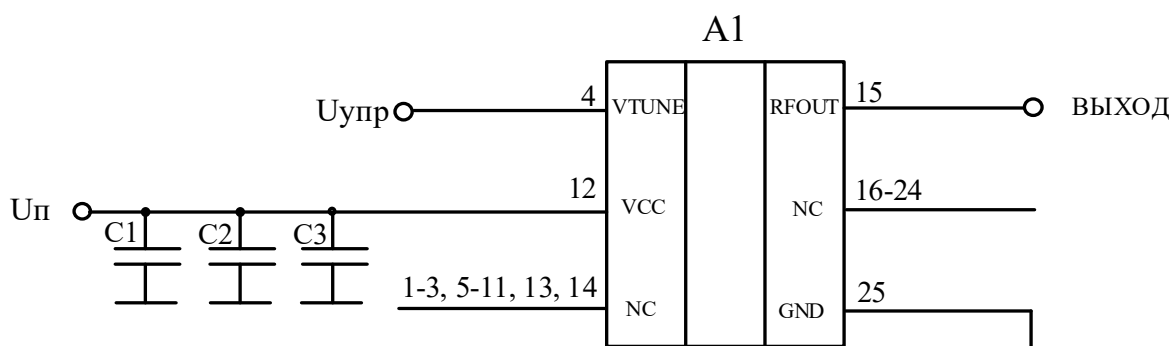 A1
Uупр 4 VTUNE RFOUT 15 ВЫХОД
Uп 12 VCC NC 16-24
C1 C2 C3
1-3, 5-11, 13, 14 NC GND 25